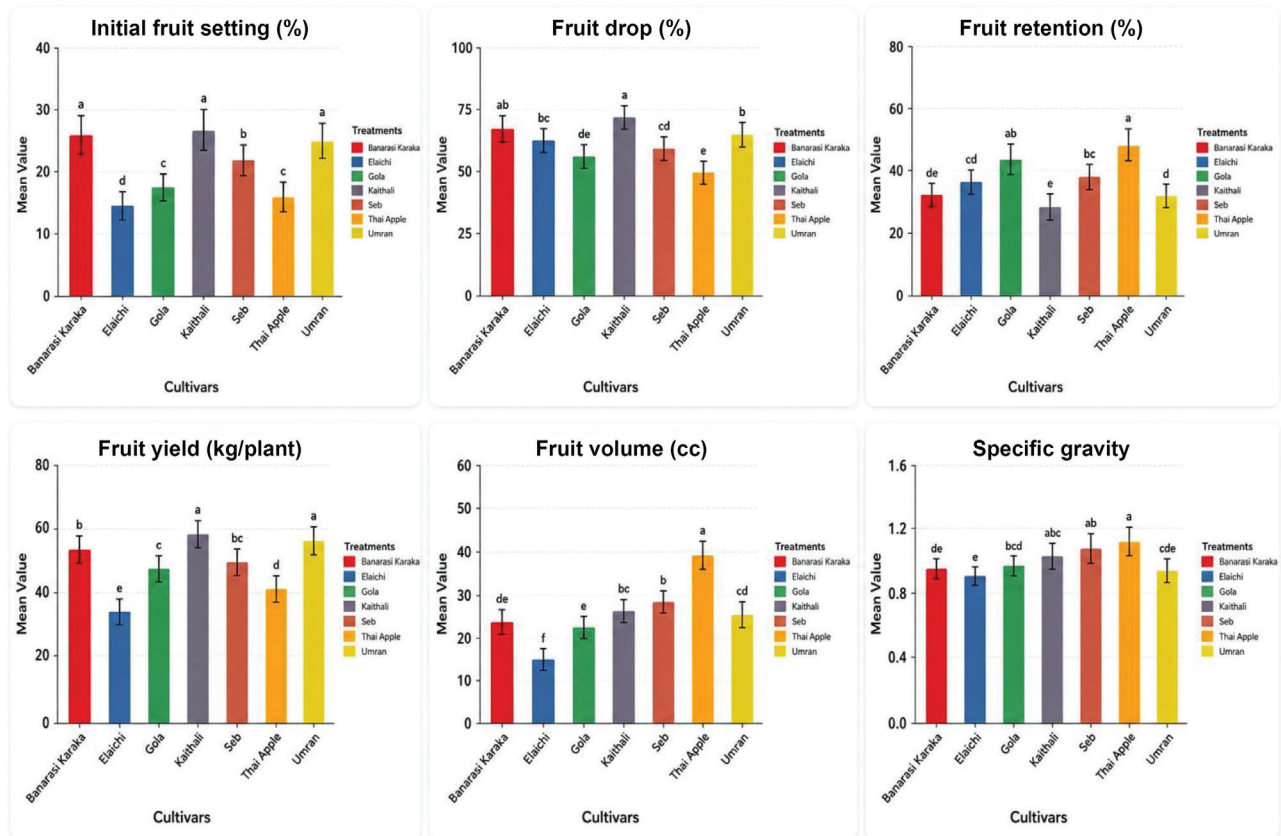 Initial fruit setting (%)
40
30
20
10
0
Mean Value
a
d
c
a
b
c
a
Banarasi Karaka
Elaichi
Gola
Kaithali
Seb
Thai Apple
Umran
Cultivars
Treatments
Banarasi Karaka
Elaichi
Gola
Kaithali
Seb
Thai Apple
Umran
Fruit drop (%)
100
75
50
25
0
Mean Value
ab
bc
de
a
cd
e
b
Banarasi Karaka
Elaichi
Gola
Kaithali
Seb
Thai Apple
Umran
Cultivars
Treatments
Banarasi Karaka
Elaichi
Gola
Kaithali
Seb
Thai Apple
Umran
Fruit retention (%)
80
60
40
20
0
Mean Value
de
cd
ab
e
bc
a
d
Banarasi Karaka
Elaichi
Gola
Kaithali
Seb
Thai Apple
Umran
Cultivars
Treatments
Banarasi Karaka
Elaichi
Gola
Kaithali
Seb
Thai Apple
Umran
Fruit yield (kg/plant)
80
60
40
20
0
Mean Value
b
e
c
a
bc
d
a
Banarasi Karaka
Elaichi
Gola
Kaithali
Seb
Thai Apple
Umran
Cultivars
Treatments
Banarasi Karaka
Elaichi
Gola
Kaithali
Seb
Thai Apple
Umran
Fruit volume (cc)
60
50
40
30
20
10
0
Mean Value
de
f
e
bc
b
a
cd
Banarasi Karaka
Elaichi
Gola
Kaithali
Seb
Thai Apple
Umran
Cultivars
Treatments
Banarasi Karaka
Elaichi
Gola
Kaithali
Seb
Thai Apple
Umran
Specific gravity
1.6
1.2
0.8
0.4
0.0
Mean Value
de
e
bcd
abc
ab
a
cde
Banarasi Karaka
Elaichi
Gola
Kaithali
Seb
Thai Apple
Umran
Cultivars
Treatments
Banarasi Karaka
Elaichi
Gola
Kaithali
Seb
Thai Apple
Umran